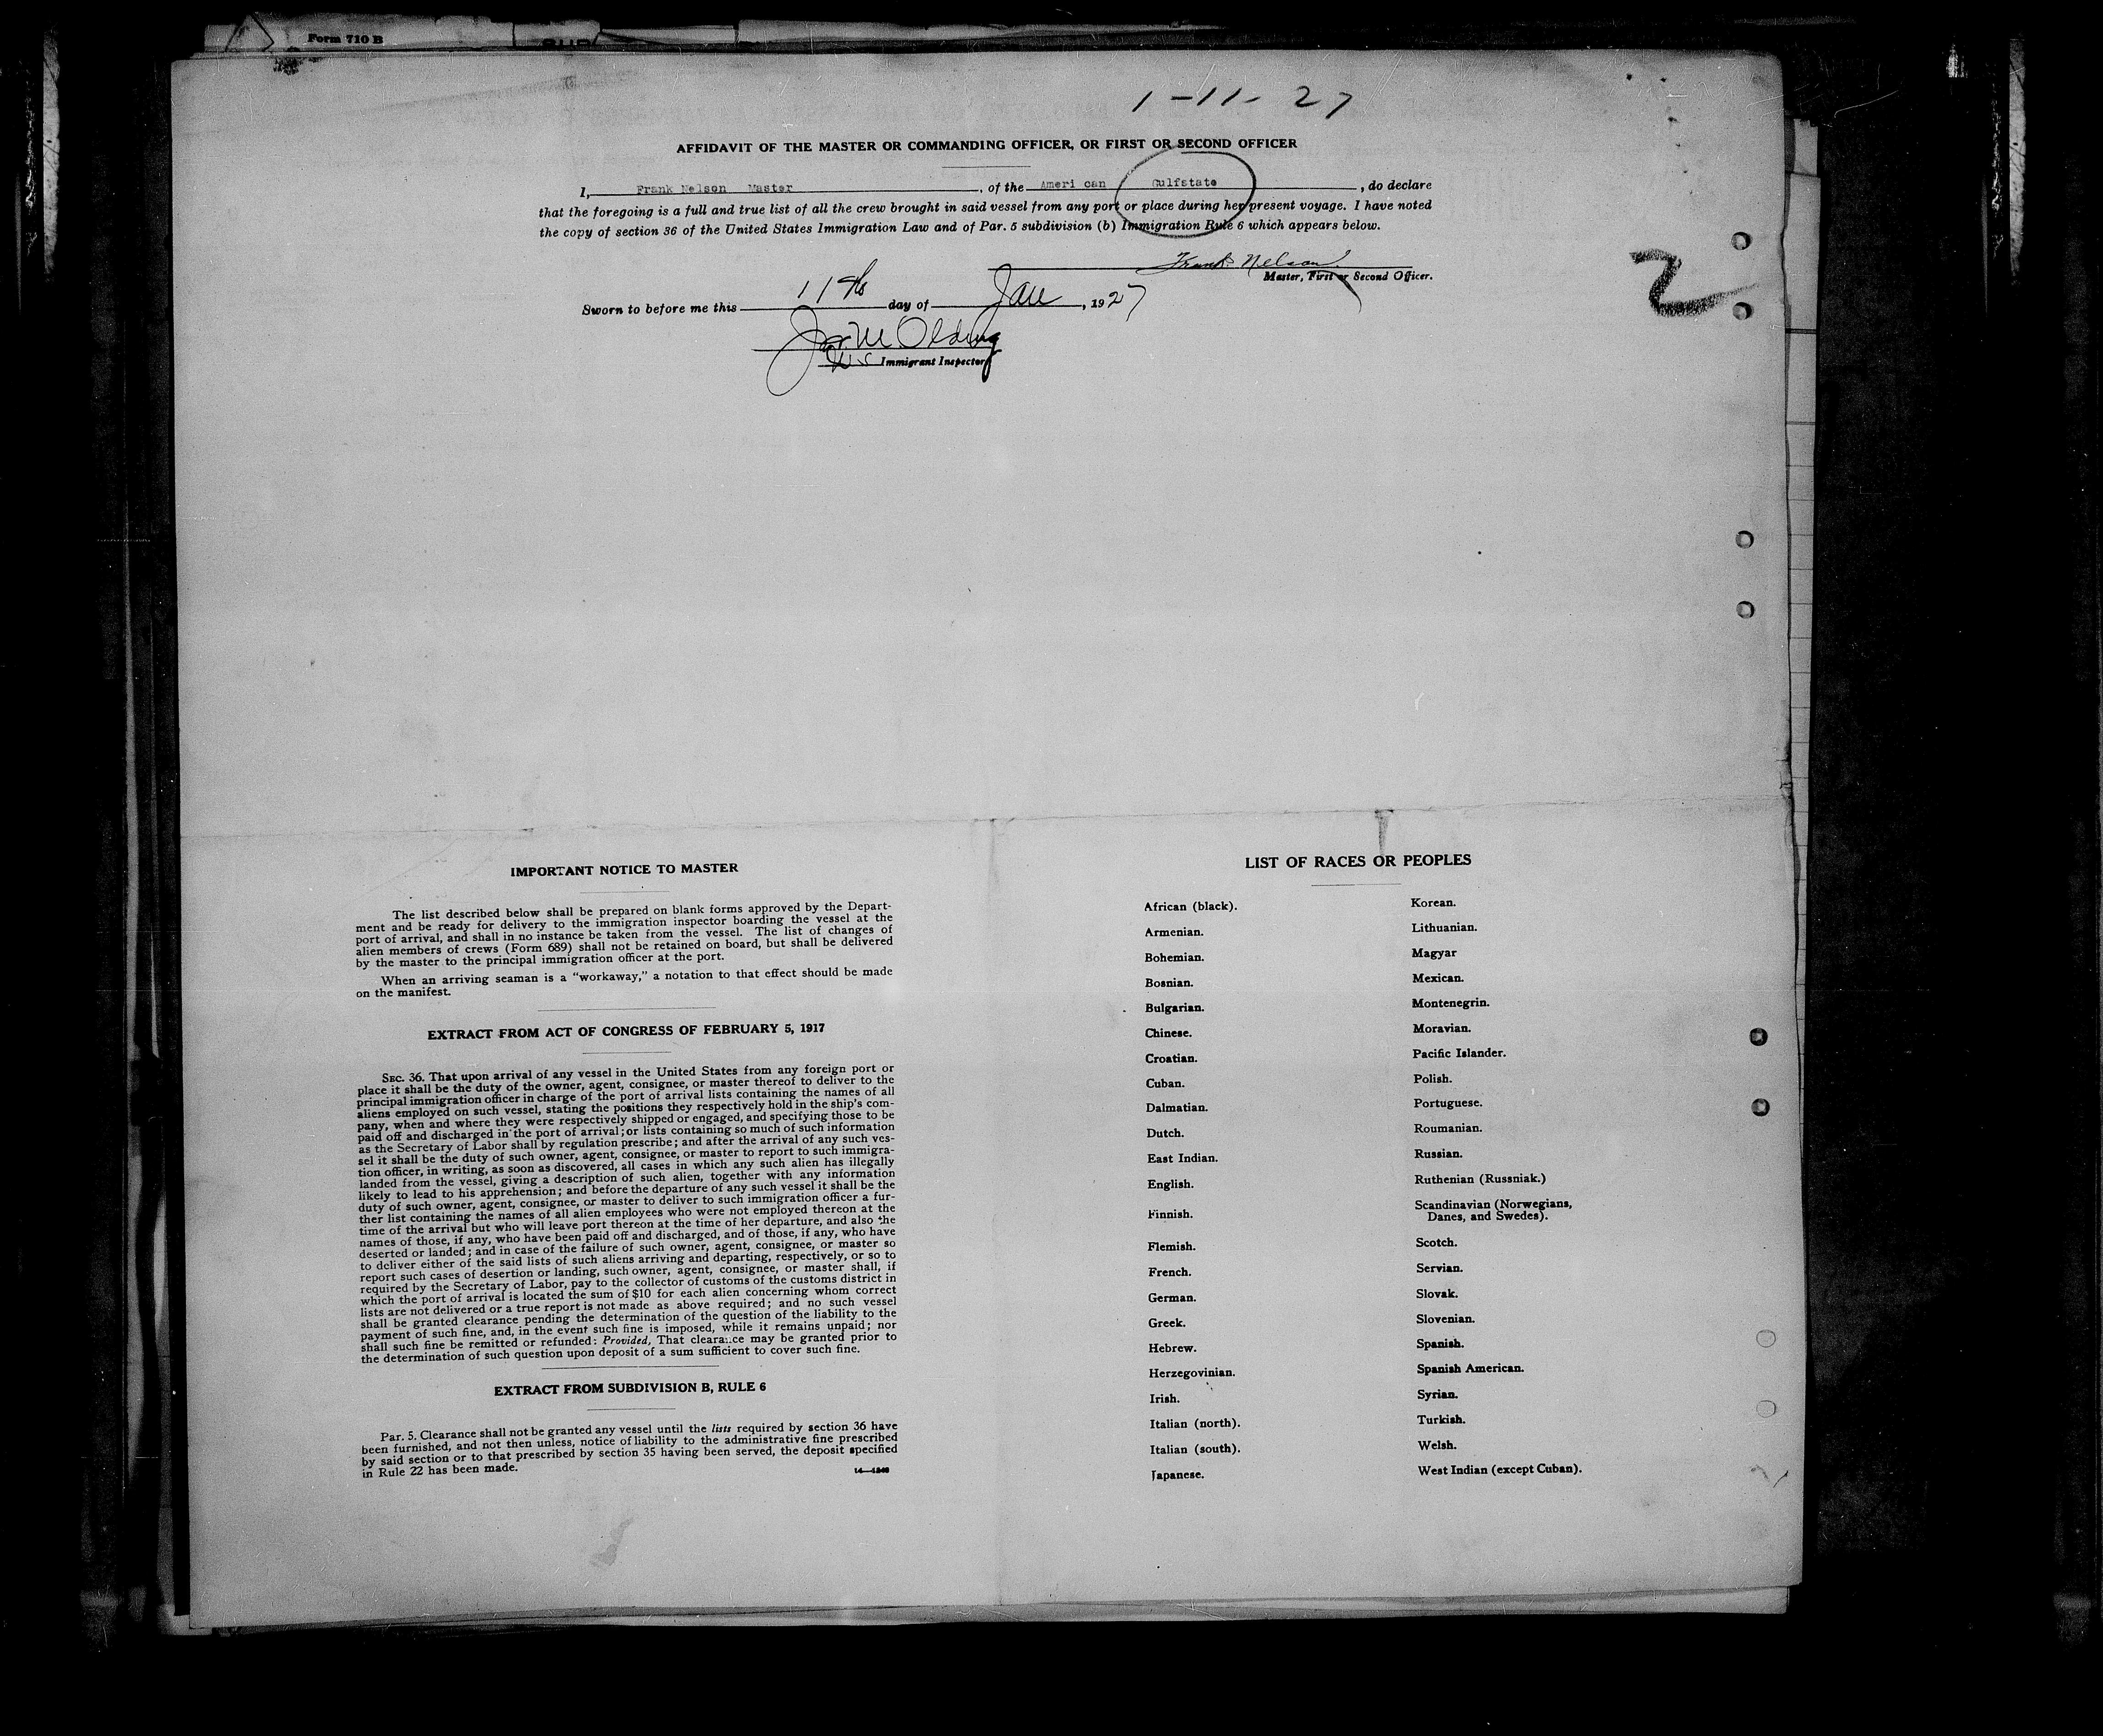 Form 710 B
1-11-27
AFFIDAVIT OF THE MASTER OR COMMANDING OFFICER, OR FIRST OR SECOND OFFICER
I, Frank Nelson Master, of the Ameri can Gulfstate, do declare
that the foregoing is a full and true list of all the crew brought in said vessel from any port or place during her present voyage. I have noted
the copy of section 36 of the United States Immigration Law and of Par. 5 subdivision (b) Immigration Rule 6 which appears below.
Frank Nelson
Master, First or Second Officer.
2
Sworn to before me this 11th day of Jan, 1927
Olding
US Immigrant Inspector
IMPORTANT NOTICE TO MASTER
The list described below shall be prepared on blank forms approved by the Depart-
ment and be ready for delivery to the immigration inspector boarding the vessel at the
port of arrival, and shall in no instance be taken from the vessel. The list of changes of
alien members of crews (Form 689) shall not be retained on board, but shall be delivered
by the master to the principal immigration officer at the port.
When an arriving seaman is a "workaway," a notation to that effect should be made
on the manifest.
EXTRACT FROM ACT OF CONGRESS OF FEBRUARY 5, 1917
SEC. 36. That upon arrival of any vessel in the United States from any foreign port or
place it shall be the duty of the owner, agent, consignee, or master thereof to deliver to the
principal immigration officer in charge of the port of arrival lists containing the names of all
aliens employed on such vessel, stating the positions they respectively hold in the ship's com-
pany, when and where they were respectively shipped or engaged, and specifying those to be
paid off and discharged in the port of arrival; or lists containing so much of such information
as the Secretary of Labor shall by regulation prescribe; and after the arrival of any such ves-
sel it shall be the duty of such owner, agent, consignee, or master to report to such immigra-
tion officer, in writing, as soon as discovered, all cases in which any such alien has illegally
landed from the vessel, giving a description of such alien, together with any information
likely to lead to his apprehension; and before the departure of any such vessel it shall be the
duty of such owner, agent, consignee, or master to deliver to such immigration officer a fur-
ther list containing the names of all alien employees who were not employed thereon at the
time of the arrival but who will leave port thereon at the time of her departure, and also the
names of those, if any, who have been paid off and discharged, and of those, if any, who have
deserted or landed; and in case of the failure of such owner, agent, consignee, or master so
to deliver either of the said lists of such aliens arriving and departing, respectively, or so to
report such cases of desertion or landing, such owner, agent, consignee, or master shall, if
required by the Secretary of Labor, pay to the collector of customs of the customs district in
which the port of arrival is located the sum of $10 for each alien concerning whom correct
lists are not delivered or a true report is not made as above required; and no such vessel
shall be granted clearance pending the determination of the question of the liability to the
payment of such fine, and, in the event such fine is imposed, while it remains unpaid; nor
shall such fine be remitted or refunded: Provided, That clearance may be granted prior to
the determination of such question upon deposit of a sum sufficient to cover such fine.
EXTRACT FROM SUBDIVISION B, RULE 6
Par. 5. Clearance shall not be granted any vessel until the lists required by section 36 have
been furnished, and not then unless, notice of liability to the administrative fine prescribed
by said section or to that prescribed by section 35 having been served, the deposit specified
in Rule 22 has been made.
LIST OF RACES OR PEOPLES
African (black).
Armenian.
Bohemian.
Bosnian.
Bulgarian.
Chinese.
Croatian.
Cuban.
Dalmatian.
Dutch.
East Indian.
English.
Finnish.
Flemish.
French.
German.
Greek.
Hebrew.
Herzegovinian.
Irish.
Italian (north).
Italian (south).
Japanese.
Korean.
Lithuanian.
Magyar
Mexican.
Montenegrin.
Moravian.
Pacific Islander.
Polish.
Portuguese.
Roumanian.
Russian.
Ruthenian (Russniak.)
Scandinavian (Norwegians,
Danes, and Swedes).
Scotch.
Servian.
Slovak.
Slovenian.
Spanish.
Spanish American.
Syrian.
Turkish.
Welsh.
West Indian (except Cuban).